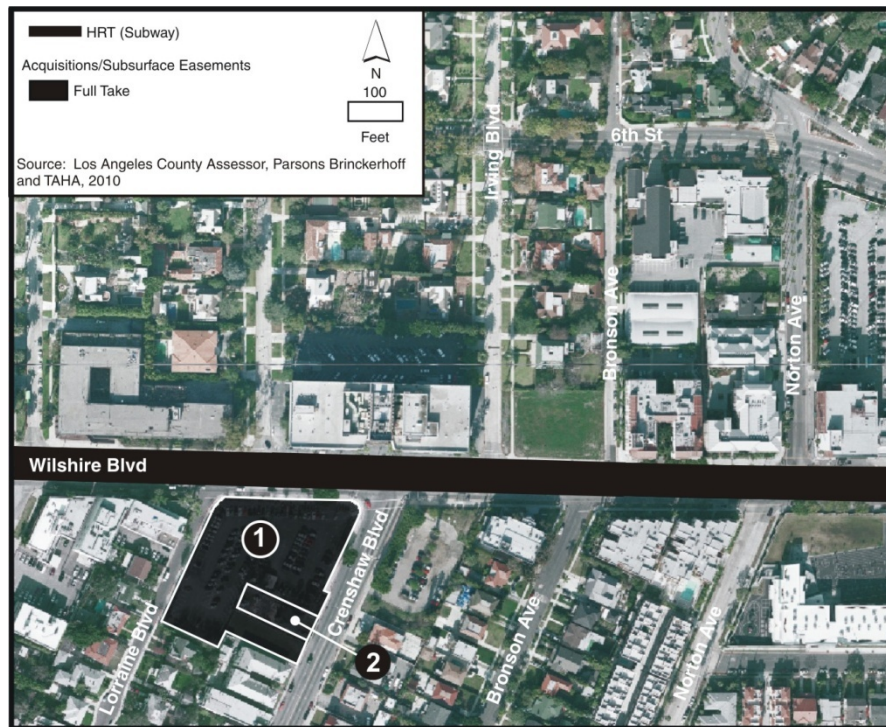 HRT (Subway)
Acquisitions/Subsurface Easements
Full Take
N
100
Feet
Source: Los Angeles County Assessor, Parsons Brinckerhoff
and TAHA, 2010
6th St
Irving Blvd
Bronson Ave
Norton Ave
Wilshire Blvd
1
Crenshaw Blvd
Lorraine Blvd
2
Bronson Ave
Norton Ave